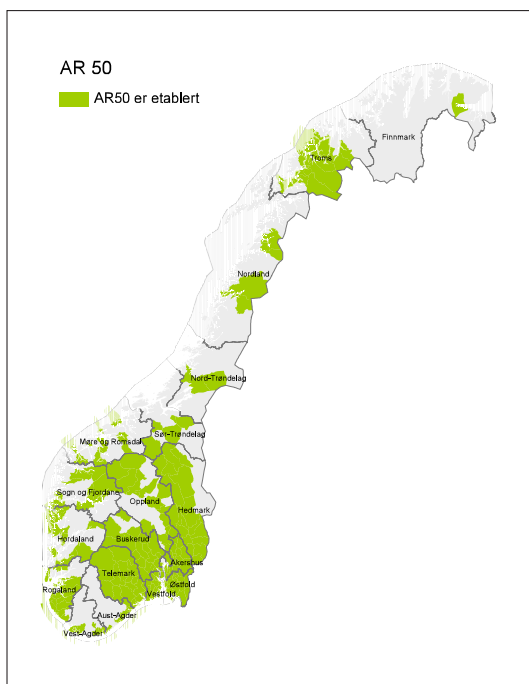 AR 50
AR50 er etablert
Finnmark
Troms
Nordland
Nord-Trøndelag
Sør-Trøndelag
Møre og Romsdal
Sogn og Fjordane
Oppland
Hedmark
Hordaland
Buskerud
Akershus
Telemark
Østfold
Vestfold
Rogaland
Aust-Agder
Vest-Agder